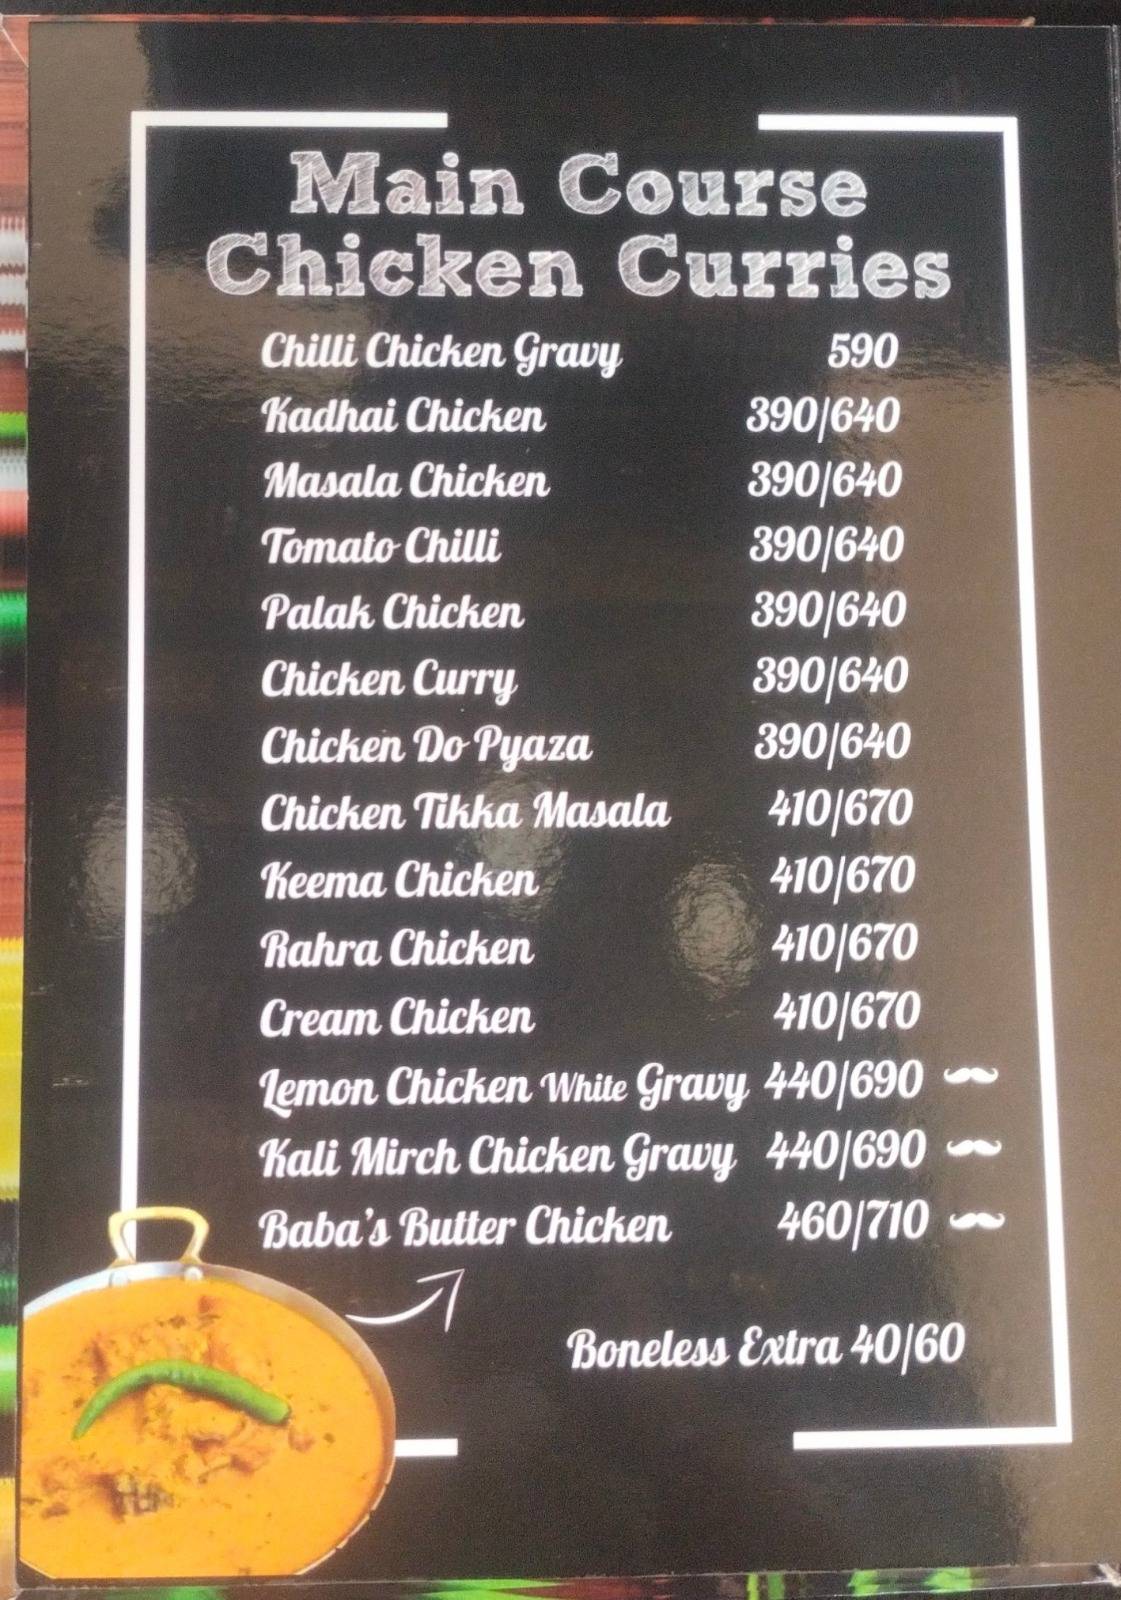 Main Course
Chicken Curries
Chilli Chicken Gravy 590
Kadhai Chicken 390/640
Masala Chicken 390/640
Tomato Chilli 390/640
Palak Chicken 390/640
Chicken Curry 390/640
Chicken Do Pyaza 390/640
Chicken Tikka Masala 410/670
Keema Chicken 410/670
Rahra Chicken 410/670
Cream Chicken 410/670
Lemon Chicken White Gravy 440/690
Kali Mirch Chicken Gravy 440/690
Baba's Butter Chicken 460/710
Boneless Extra 40/60